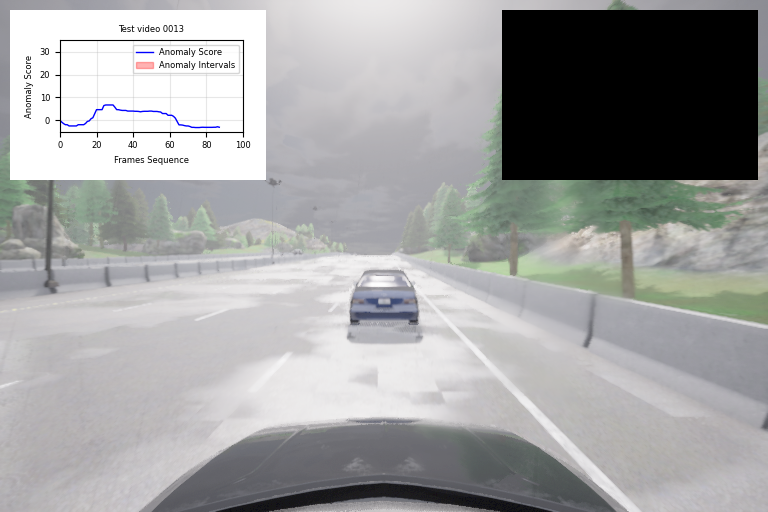 Test video 0013
Anomaly Score
30
20
10
0
Anomaly Score
Anomaly Intervals
0 20 40 60 80 100
Frames Sequence